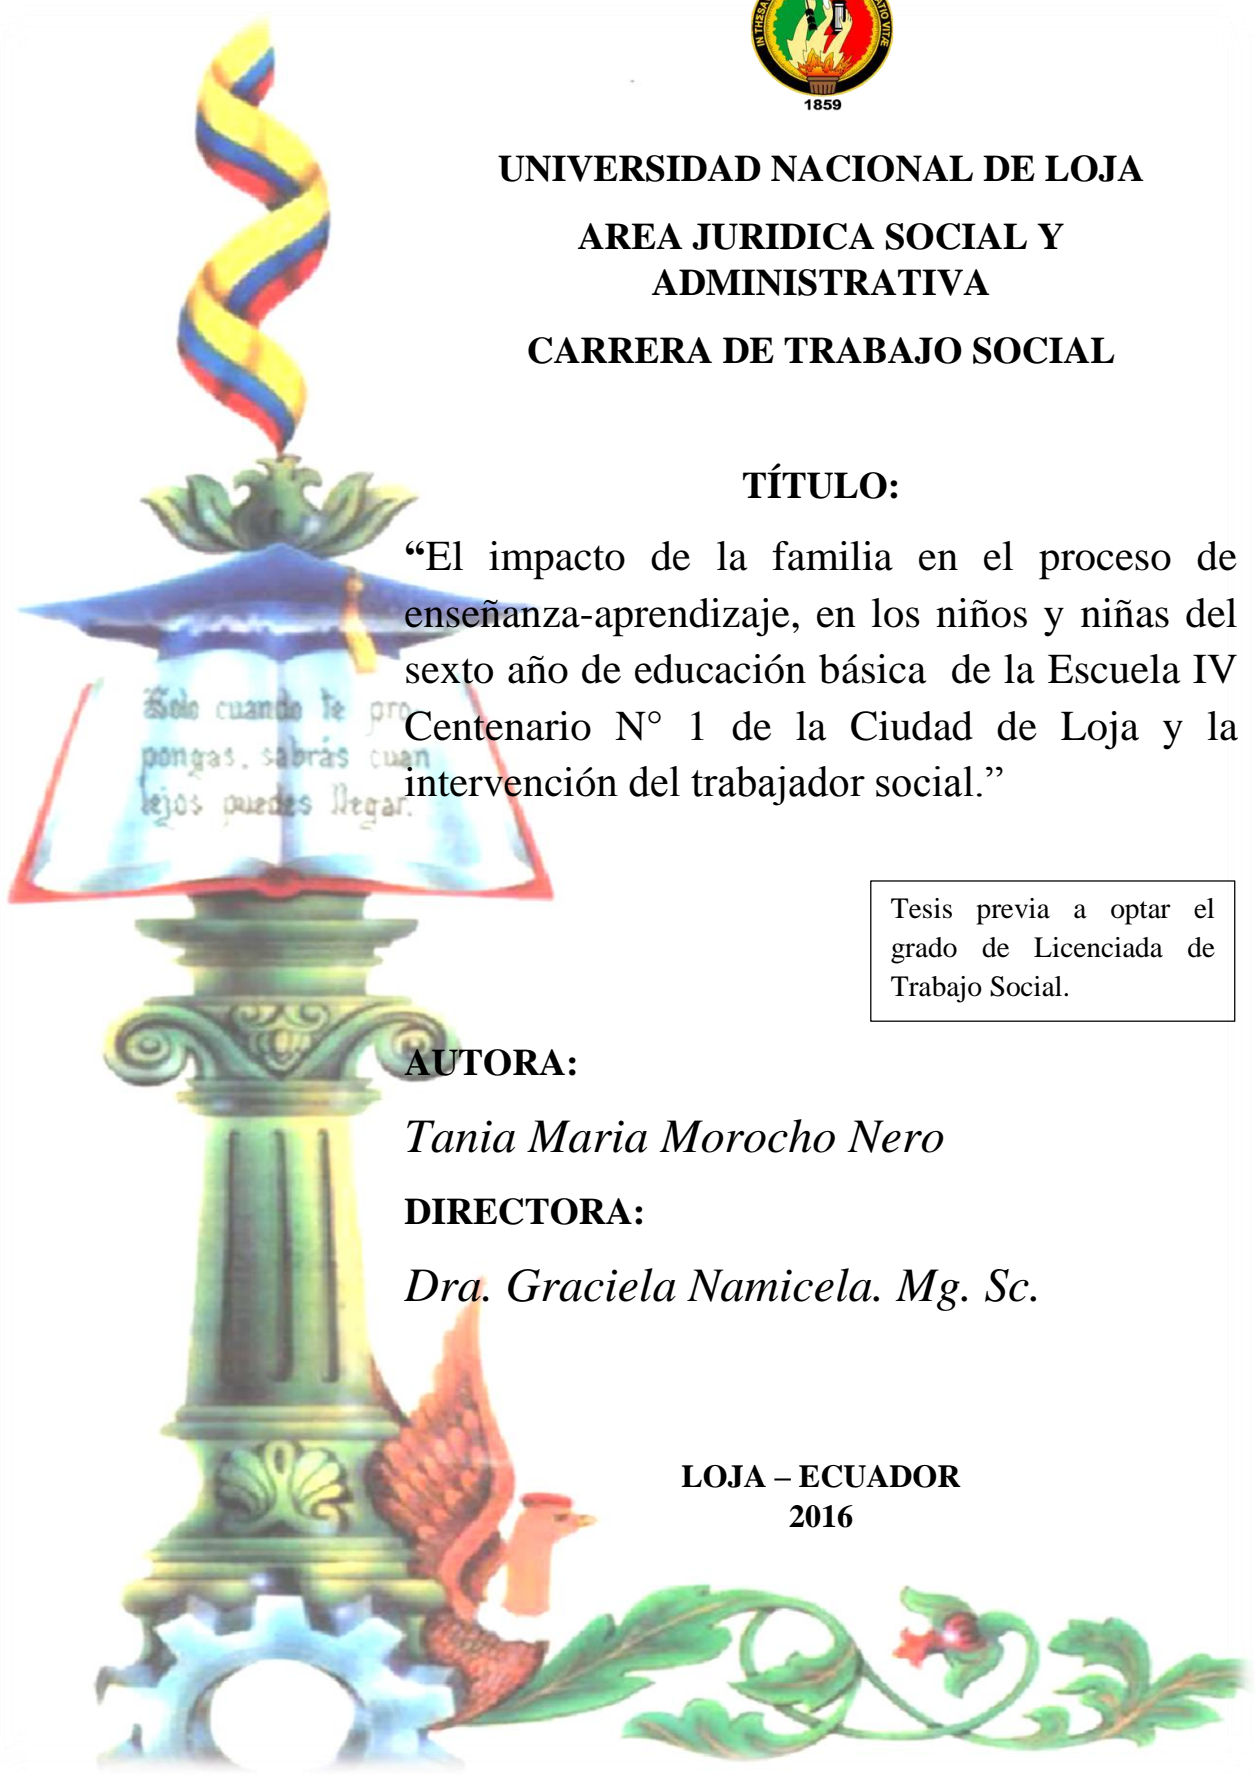 IN THESA
ATIO VITÆ
1859
UNIVERSIDAD NACIONAL DE LOJA
AREA JURIDICA SOCIAL Y
ADMINISTRATIVA
CARRERA DE TRABAJO SOCIAL
TÍTULO:
“El impacto de la familia en el proceso de
enseñanza-aprendizaje, en los niños y niñas del
sexto año de educación básica de la Escuela IV
Centenario N° 1 de la Ciudad de Loja y la
intervención del trabajador social.”
Solo cuando te pro-
pongas, sabrás cuan
lejos puedes llegar.
Tesis previa a optar el
grado de Licenciada de
Trabajo Social.
AUTORA:
Tania Maria Morocho Nero
DIRECTORA:
Dra. Graciela Namicela. Mg. Sc.
LOJA – ECUADOR
2016